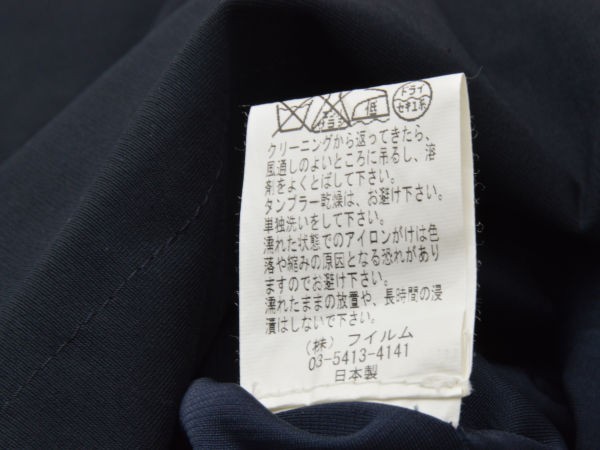 エンソ サラシ 低 ドライ セキユ系
クリーニングから返ってきたら、
風通しのよいところに吊るし、溶
剤をよくとばして下さい。
タンブラー乾燥は、お避け下さい。
単独洗いをして下さい。
濡れた状態でのアイロンがけは色
落や縮みの原因となる恐れがあり
ますのでお避け下さい。
濡れたままの放置や、長時間の浸
漬はしないで下さい。
(株) フイルム
03-5413-4141
日本製